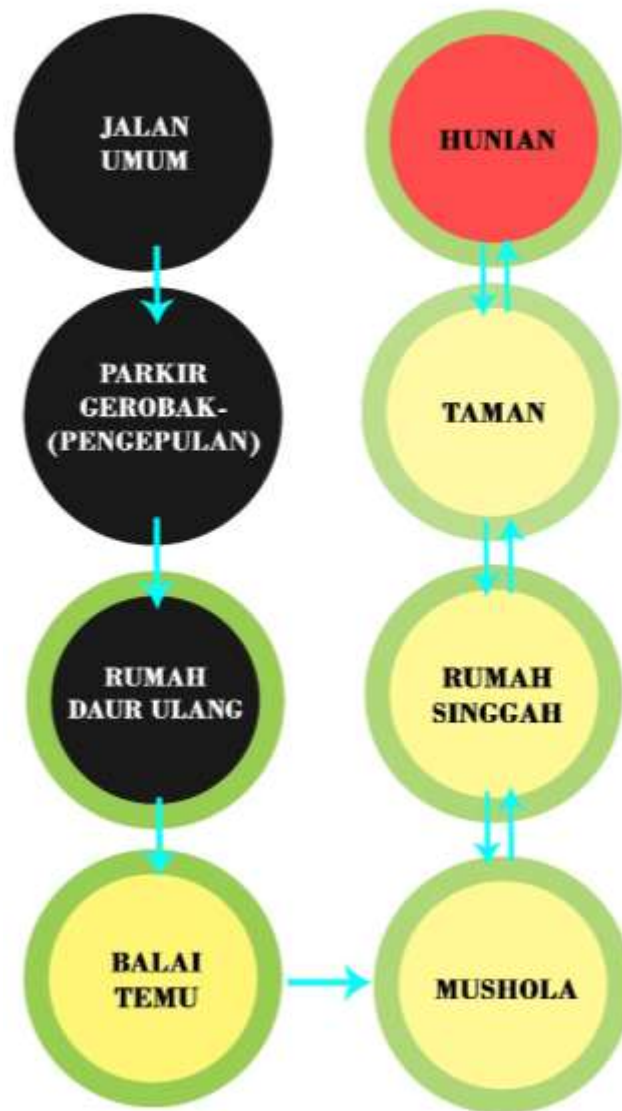 JALAN
UMUM
PARKIR
GEROBAK-
(PENGEPULAN)
RUMAH
DAUR ULANG
BALAI
TEMU
MUSHOLA
RUMAH
SINGGAH
TAMAN
HUNIAN